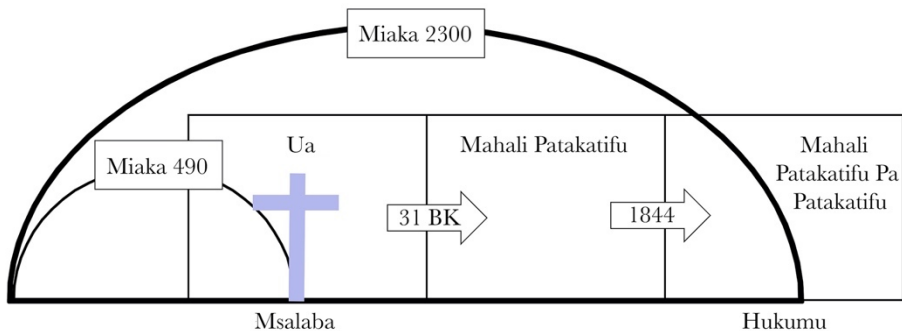 Miaka 2300
Miaka 490
Ua
Mahali Patakatifu
Mahali
Patakatifu Pa
Patakatifu
31 BK
1844
Msalaba
Hukumu